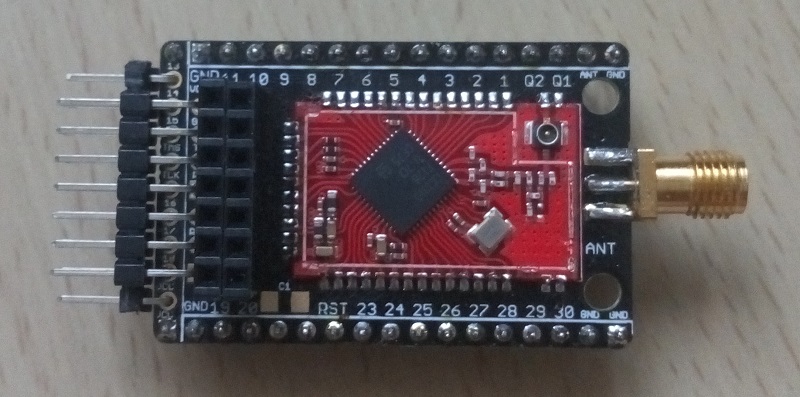 GND 11 10 9 8 7 6 5 4 3 2 1 Q2 Q1 ANT GND
ANT
C1
GND 19 20 RST 23 24 25 26 27 28 29 30 GND GND